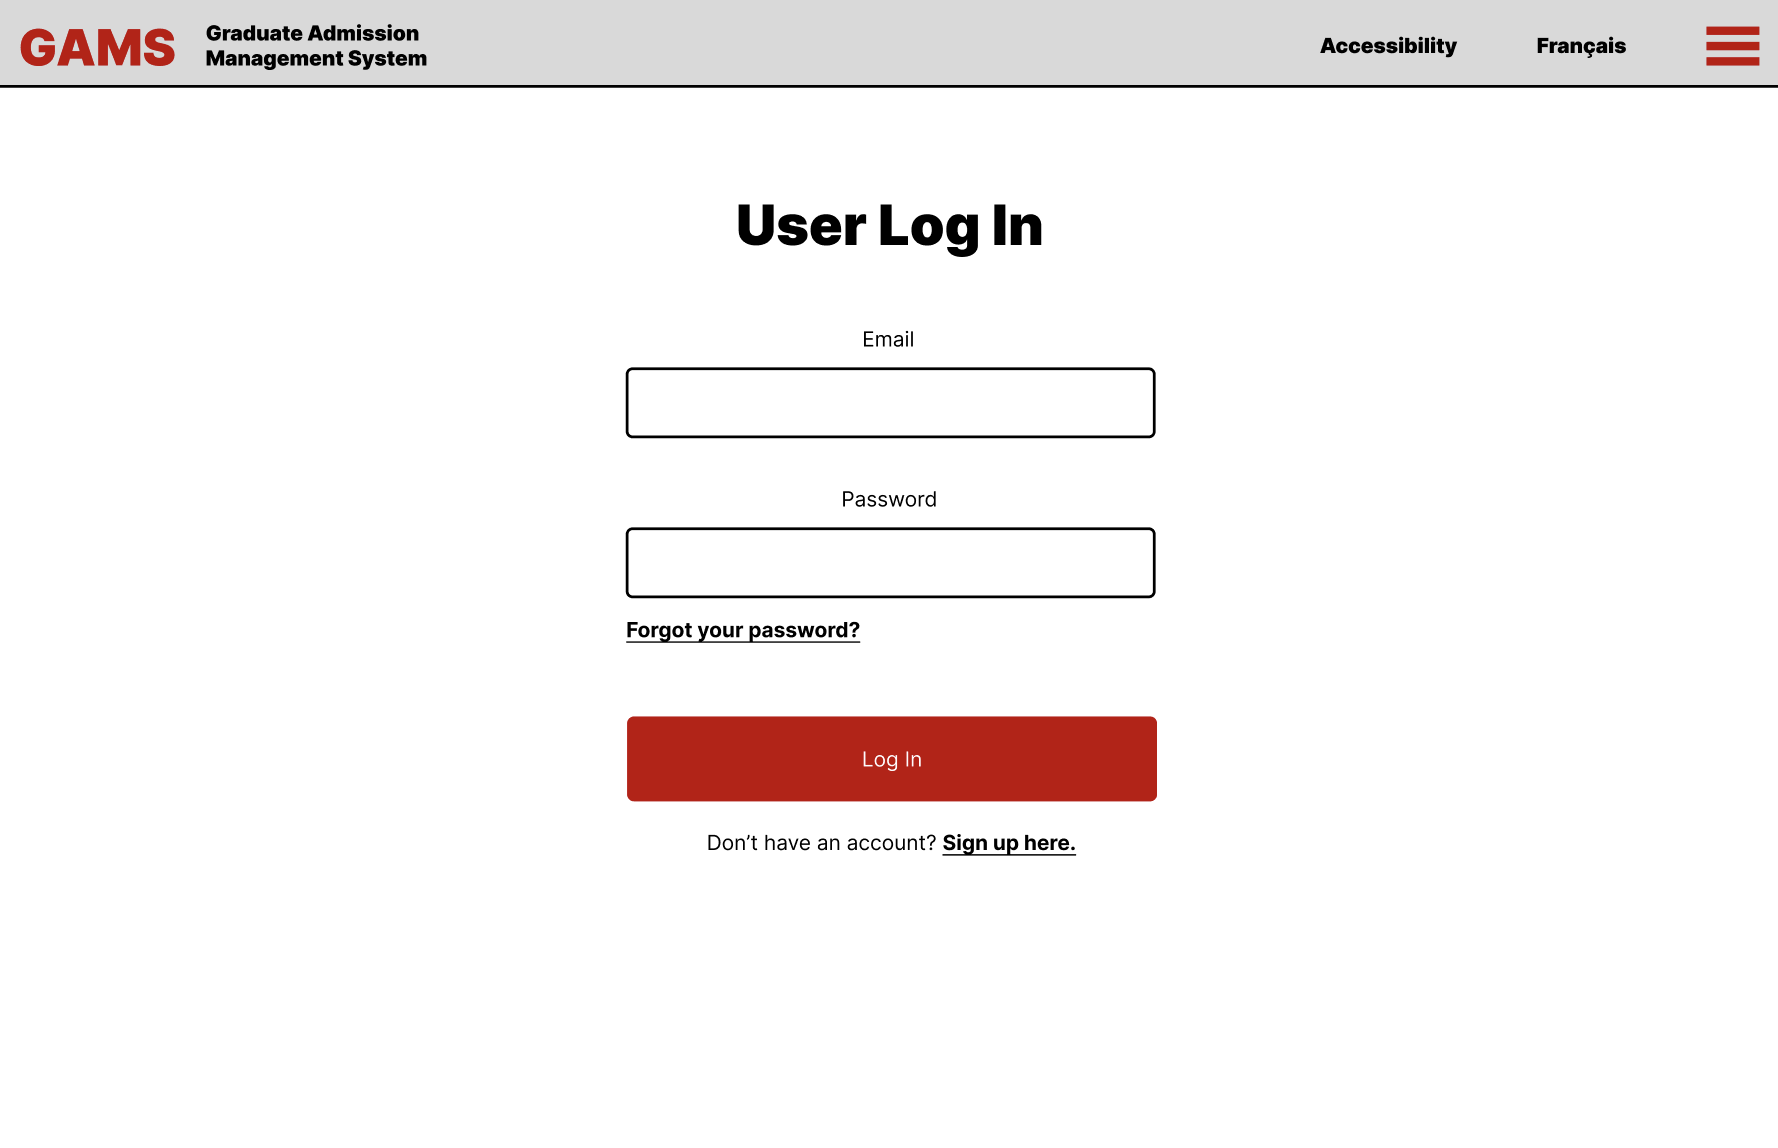 GAMS
Graduate Admission
Management System
Accessibility
Français
User Log In
Email
Password
Forgot your password?
Log In
Don’t have an account? Sign up here.